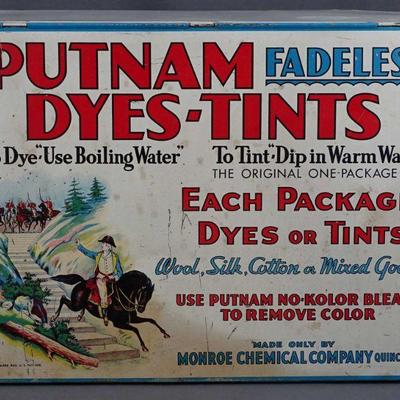 PUTNAM FADELES
DYES-TINTS
Dye "Use Boiling Water" To Tint "Dip in Warm Wa
THE ORIGINAL ONE-PACKAGE
EACH PACKAG
DYES OR TINTS
Wool, Silk, Cotton or Mixed Goo
USE PUTNAM NO-KOLOR BLEA
TO REMOVE COLOR
MADE ONLY BY
MONROE CHEMICAL COMPANY QUINC